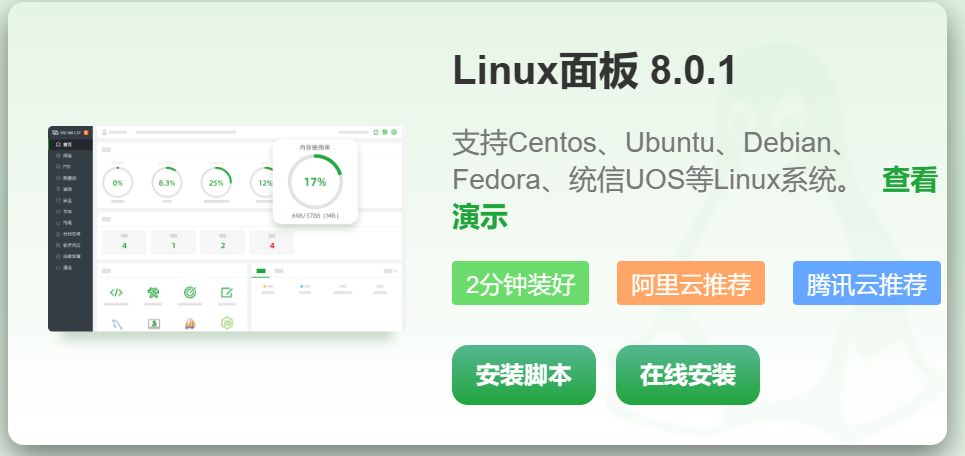 Linux面板 8.0.1
支持Centos、Ubuntu、Debian、
Fedora、统信UOS等Linux系统。 查看
演示
2分钟装好 阿里云推荐 腾讯云推荐
安装脚本 在线安装
首页
安全
内存使用率
0% 8.3% 25% 12%
17%
698/3788（MB）
4 1 2 4